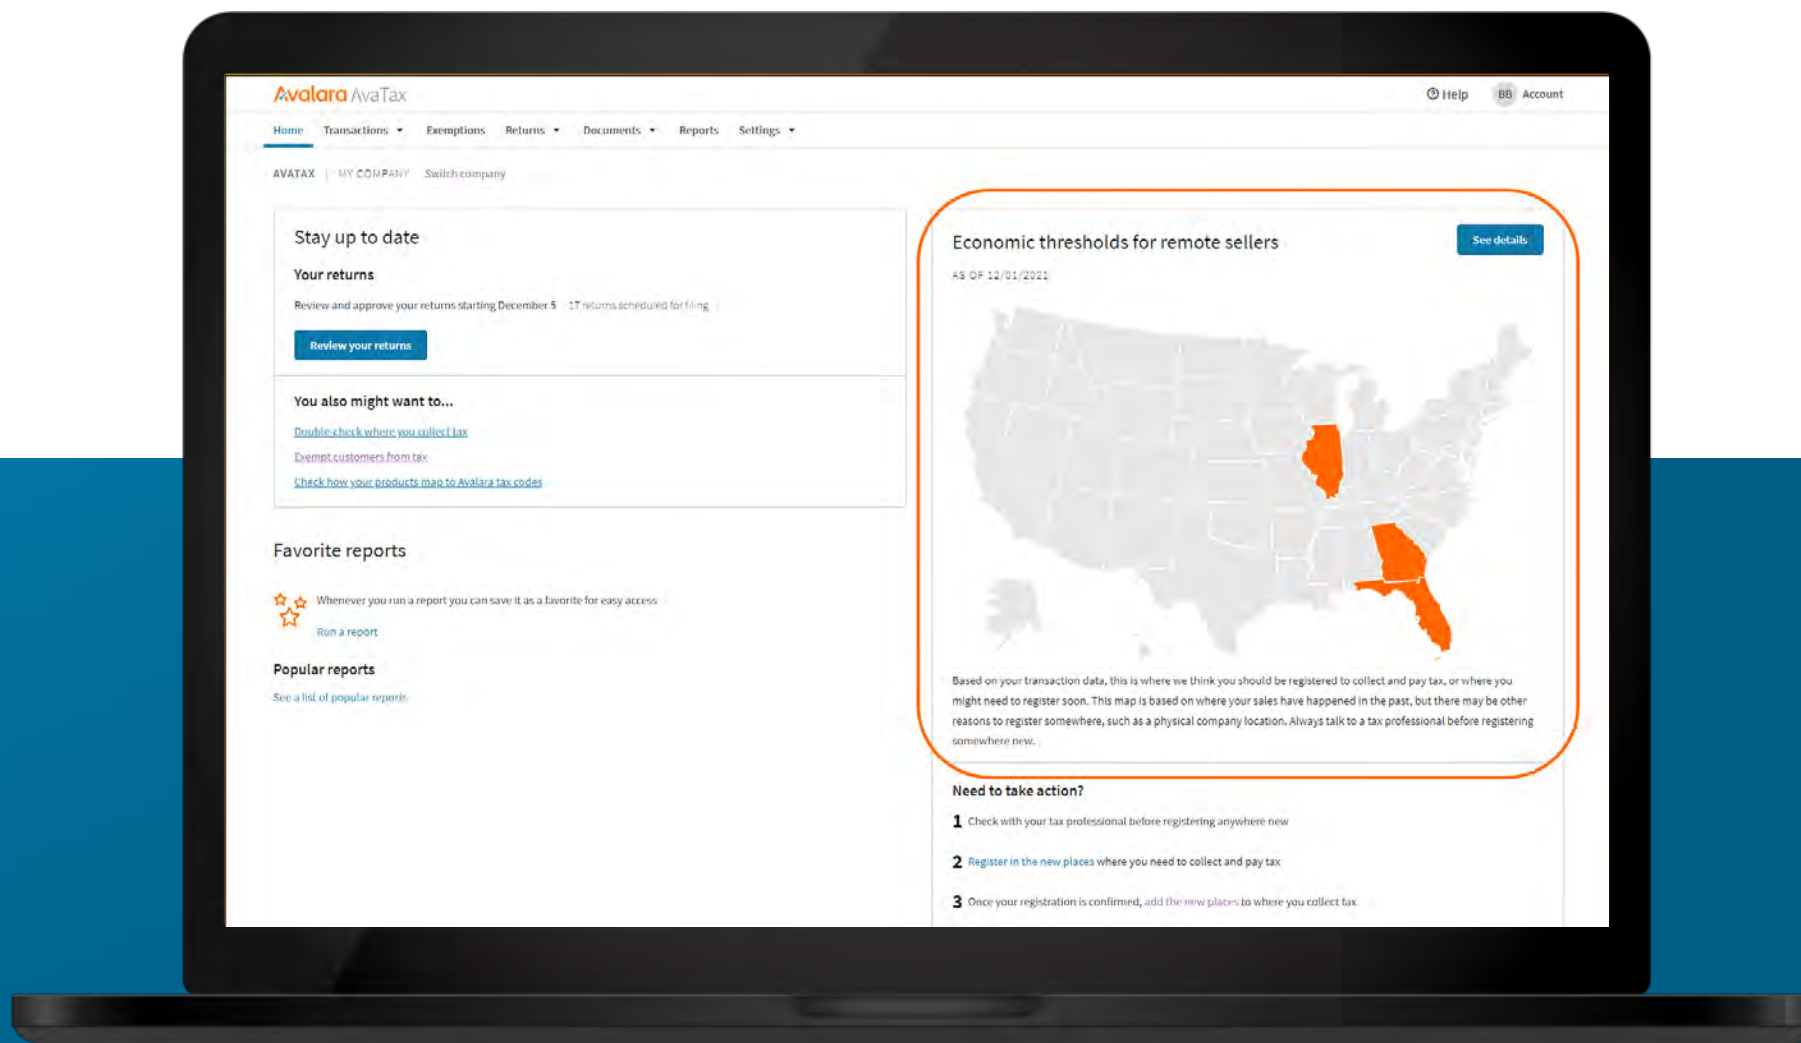 Avalara AvaTax
Help BB Account
Home Transactions Exemptions Returns Documents Reports Settings
AVATAX | MY COMPANY Switch company
Stay up to date
Your returns
Review and approve your returns starting December 5 17 returns scheduled for filing
Review your returns
You also might want to...
Double-check where you collect tax
Exempt customers from tax
Check how your products map to Avalara tax codes
Favorite reports
Whenever you run a report you can save it as a favorite for easy access
Run a report
Popular reports
See a list of popular reports
Economic thresholds for remote sellers
See details
AS OF 12/01/2021
Based on your transaction data, this is where we think you should be registered to collect and pay tax, or where you
might need to register soon. This map is based on where your sales have happened in the past, but there may be other
reasons to register somewhere, such as a physical company location. Always talk to a tax professional before registering
somewhere new.
Need to take action?
1 Check with your tax professional before registering anywhere new
2 Register in the new places where you need to collect and pay tax
3 Once your registration is confirmed, add the new places to where you collect tax